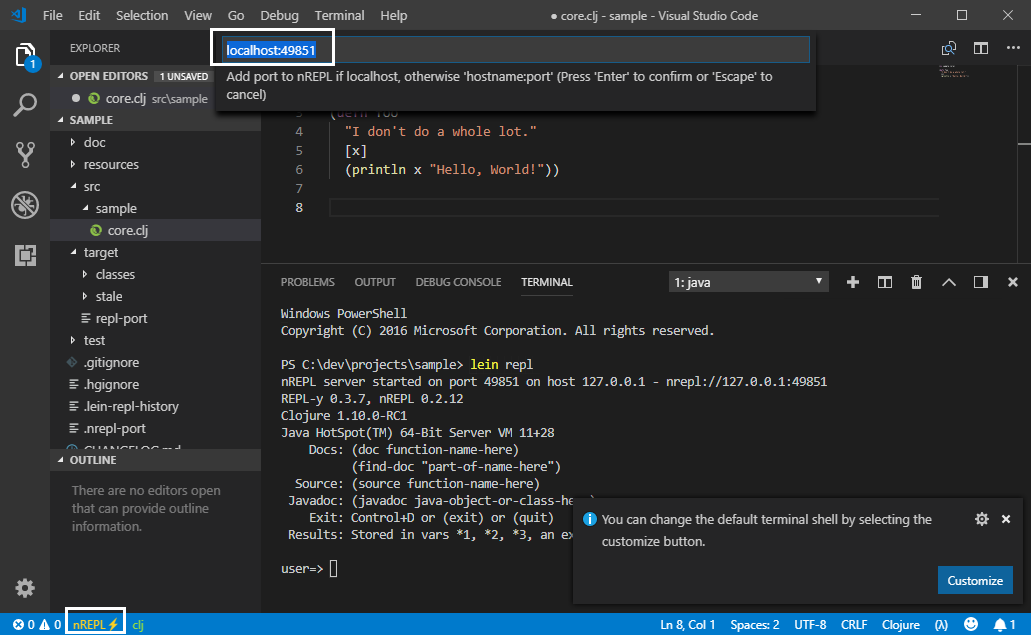 File Edit Selection View Go Debug Terminal Help ● core.clj - sample - Visual Studio Code
EXPLORER
localhost:49851
Add port to nREPL if localhost, otherwise 'hostname:port' (Press 'Enter' to confirm or 'Escape' to
cancel)
1
OPEN EDITORS 1 UNSAVED
core.clj src\sample
SAMPLE
doc
resources
src
sample
core.clj
target
classes
stale
repl-port
test
.gitignore
.hgignore
.lein-repl-history
.nrepl-port
CHANGELOG.md
OUTLINE
There are no editors open
that can provide outline
information.
4 "I don't do a whole lot."
5 [x]
6 (println x "Hello, World!"))
7
8
PROBLEMS OUTPUT DEBUG CONSOLE TERMINAL 1: java
Windows PowerShell
Copyright (C) 2016 Microsoft Corporation. All rights reserved.
PS C:\dev\projects\sample> lein repl
nREPL server started on port 49851 on host 127.0.0.1 - nrepl://127.0.0.1:49851
REPL-y 0.3.7, nREPL 0.2.12
Clojure 1.10.0-RC1
Java HotSpot(TM) 64-Bit Server VM 11+28
Docs: (doc function-name-here)
(find-doc "part-of-name-here")
Source: (source function-name-here)
Javadoc: (javadoc java-object-or-class-he
Exit: Control+D or (exit) or (quit)
Results: Stored in vars *1, *2, *3, an ex
user=>
You can change the default terminal shell by selecting the
customize button.
Customize
0 0 nREPL clj Ln 8, Col 1 Spaces: 2 UTF-8 CRLF Clojure (λ) 1